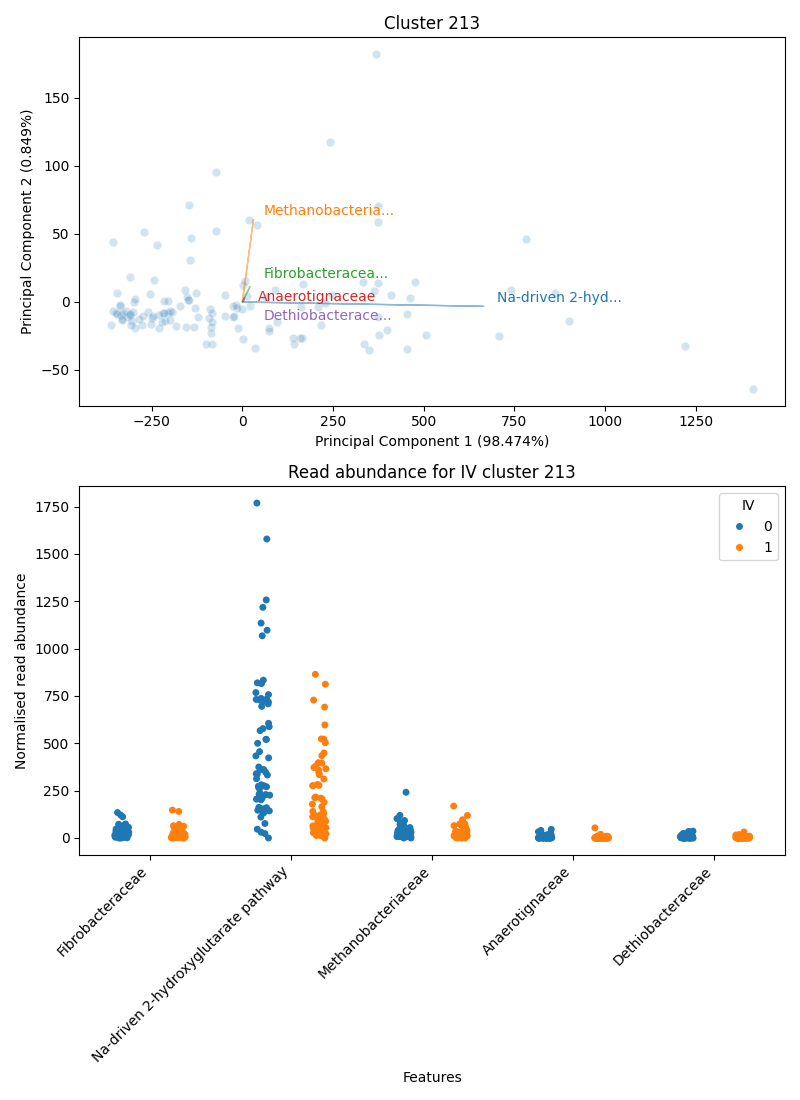 Cluster 213
Principal Component 2 (0.849%)
150
100
50
0
−50
Methanobacteria...
Fibrobacteracea...
Anaerotignaceae
Na-driven 2-hyd...
Dethiobacterace...
−250
0
250
500
750
1000
1250
Principal Component 1 (98.474%)
Read abundance for IV cluster 213
Normalised read abundance
1750
1500
1250
1000
750
500
250
0
IV
0
1
Fibrobacteraceae
Na-driven 2-hydroxyglutarate pathway
Methanobacteriaceae
Anaerotignaceae
Dethiobacteraceae
Features